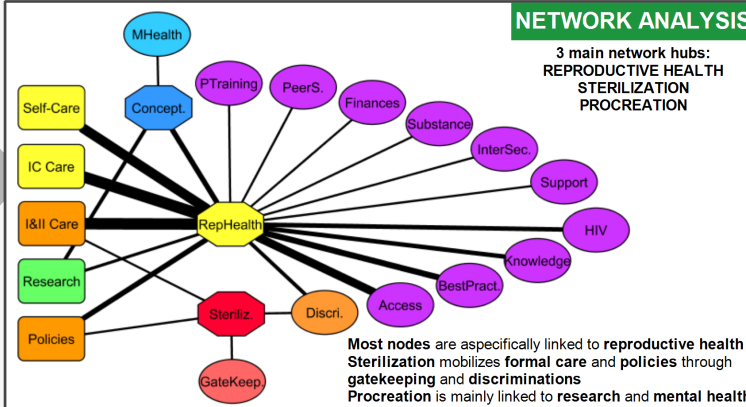 NETWORK ANALYSIS
3 main network hubs:
REPRODUCTIVE HEALTH
STERILIZATION
PROCREATION
MHealth
Concept.
PTraining
PeerS.
Finances
Substance
InterSec.
Support
HIV
Knowledge
BestPract.
Access
Discri.
Self-Care
IC Care
I&II Care
Research
Policies
RepHealth
Steriliz.
GateKeep.
Most nodes are aspecifically linked to reproductive health
Sterilization mobilizes formal care and policies through
gatekeeping and discriminations
Procreation is mainly linked to research and mental health